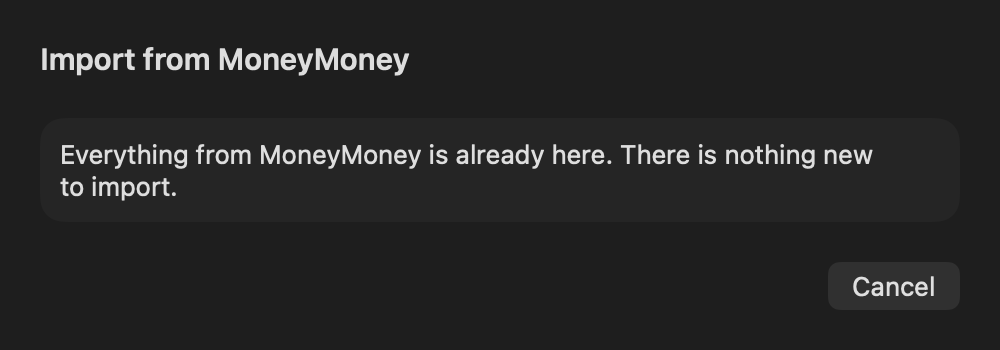 Import from MoneyMoney
Everything from MoneyMoney is already here. There is nothing new
to import.
Cancel